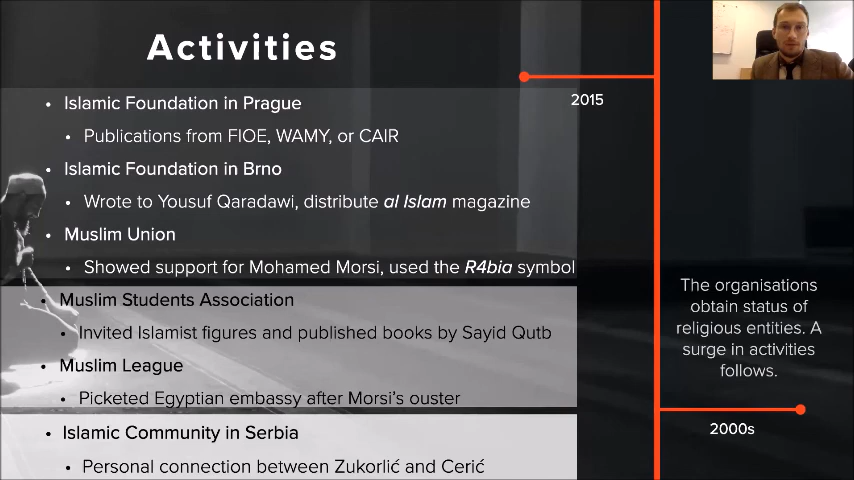 Activities
• Islamic Foundation in Prague
• Publications from FIOE, WAMY, or CAIR
• Islamic Foundation in Brno
• Wrote to Yousuf Qaradawi, distribute al Islam magazine
• Muslim Union
• Showed support for Mohamed Morsi, used the R4bia symbol
• Muslim Students Association
• Invited Islamist figures and published books by Sayid Qutb
• Muslim League
• Picketed Egyptian embassy after Morsi's ouster
• Islamic Community in Serbia
• Personal connection between Zukorlić and Cerić
2015
The organisations
obtain status of
religious entities. A
surge in activities
follows.
2000s